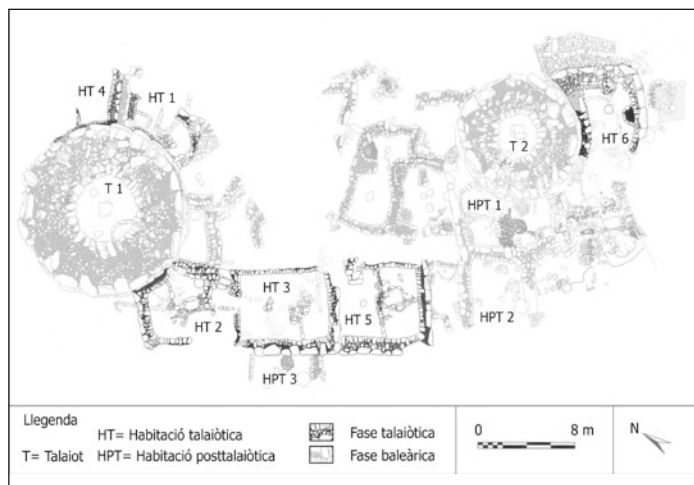 HT 4
HT 1
T 1
T 2
HT 6
HPT 1
HT 3
HT 2
HT 5
HPT 2
HPT 3
Llegenda
HT= Habitació talaiòtica
T= Talaiot HPT= Habitació posttalaiòtica
Fase talaiòtica
Fase baleàrica
0 8 m
N